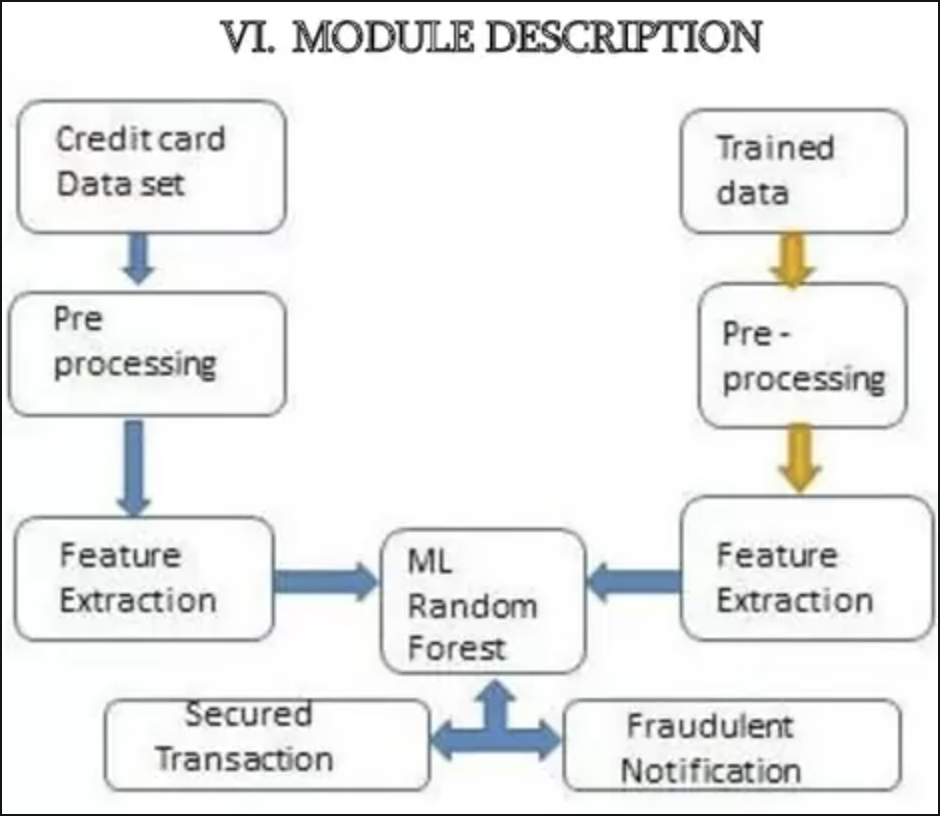 VI. MODULE DESCRIPTION
Credit card
Data set
Trained
data
Pre
processing
Pre -
processing
Feature
Extraction
ML
Random
Forest
Feature
Extraction
Secured
Transaction
Fraudulent
Notification